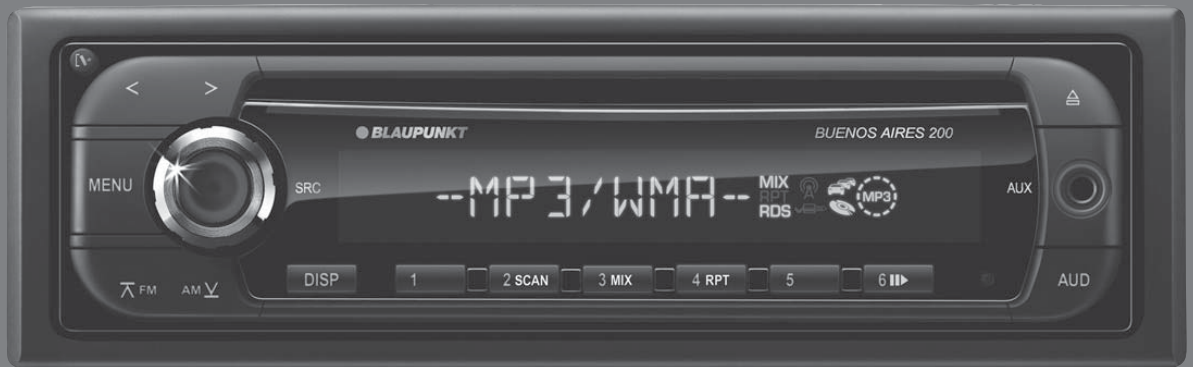 < >
BLAUPUNKT BUENOS AIRES 200
MENU SRC --MP3/WMA-- MIX RPT RDS MP3 AUX
FM AM DISP 1 2 SCAN 3 MIX 4 RPT 5 6 AUD